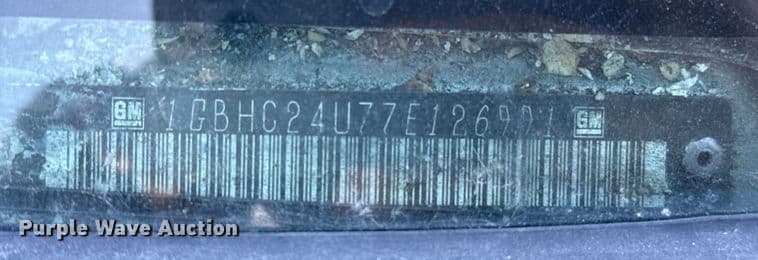 GM 1GBHC24U77E126991 GM
Purple Wave Auction